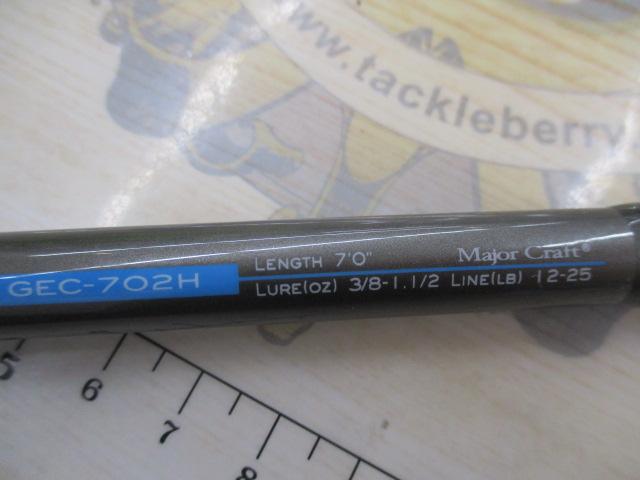 www.tackleberry.
GEC-702H
LENGTH 7'0"
Major Craft®
LURE(OZ) 3/8-1.1/2 LINE(LB) 12-25
5
6
7
8